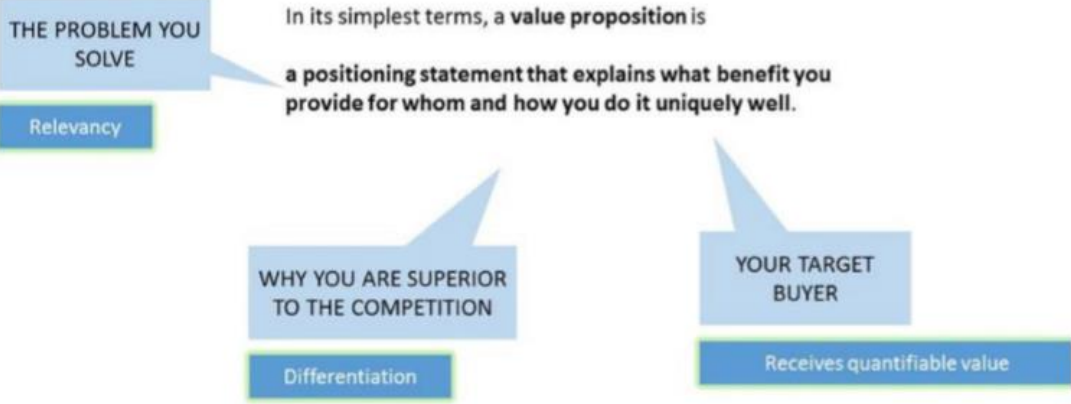 THE PROBLEM YOU
SOLVE
Relevancy
In its simplest terms, a value proposition is
a positioning statement that explains what benefit you
provide for whom and how you do it uniquely well.
WHY YOU ARE SUPERIOR
TO THE COMPETITION
Differentiation
YOUR TARGET
BUYER
Receives quantifiable value